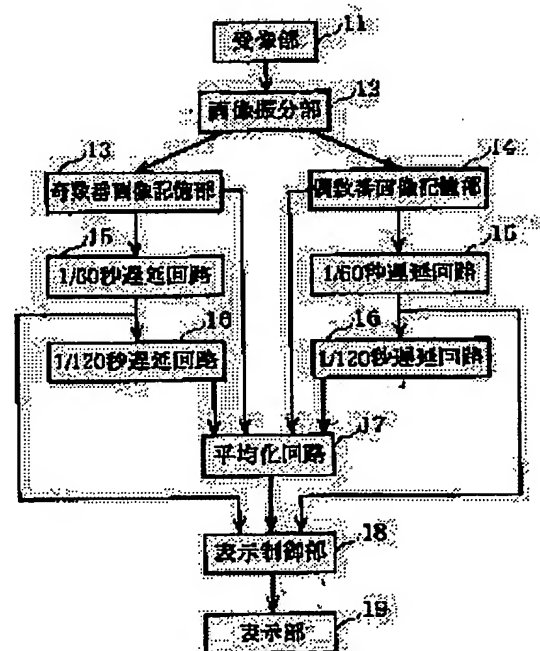 11
受像部
12
画像振分部
13
奇数番画像記憶部
14
偶数番画像記憶部
15
1/60秒遅延回路
15
1/60秒遅延回路
16
1/120秒遅延回路
16
1/120秒遅延回路
17
平均化回路
18
表示制御部
19
表示部